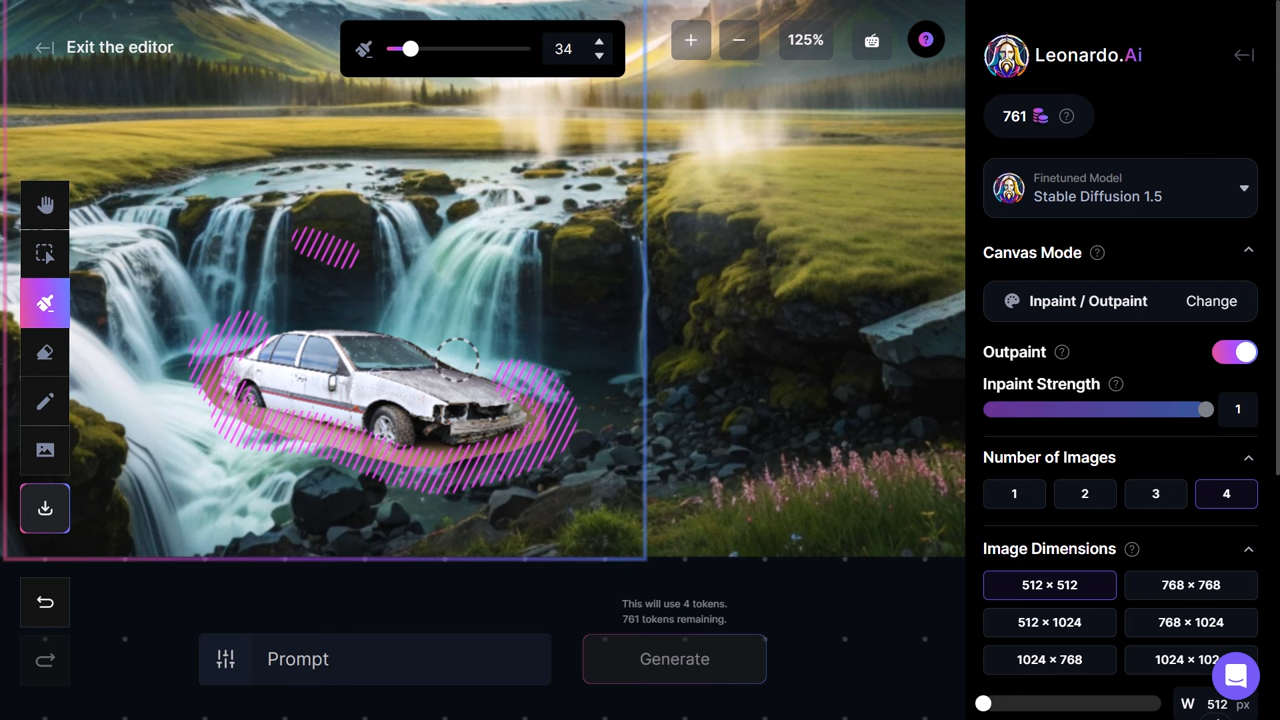 Exit the editor
34
125%
?
Leonardo.Ai
761 ?
Finetuned Model
Stable Diffusion 1.5
Canvas Mode ?
Inpaint / Outpaint Change
Outpaint ?
Inpaint Strength ?
1
Number of Images
1 2 3 4
Image Dimensions ?
512 × 512 768 × 768
512 × 1024 768 × 1024
1024 × 768 1024 × 102
W 512 px
This will use 4 tokens.
761 tokens remaining.
Prompt
Generate